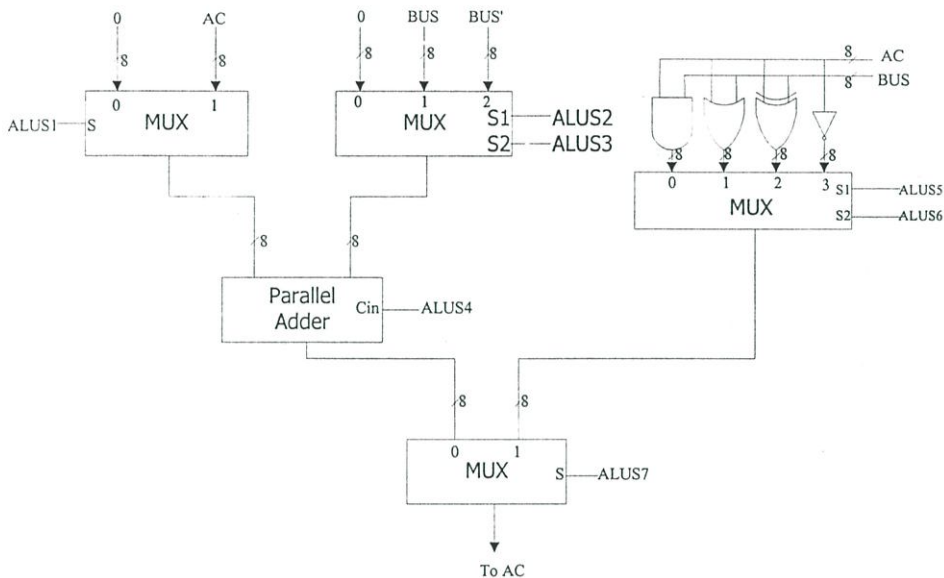 0 AC 0 BUS BUS'
8 8 8 8 8
8 AC
8 BUS
0 1
MUX
ALUS1 S
0 1 2
MUX
S1 ALUS2
S2 ALUS3
8 8 8 8
0 1 2 3
MUX
S1 ALUS5
S2 ALUS6
8 8
Parallel
Adder
Cin ALUS4
8 8
0 1
MUX
S ALUS7
To AC